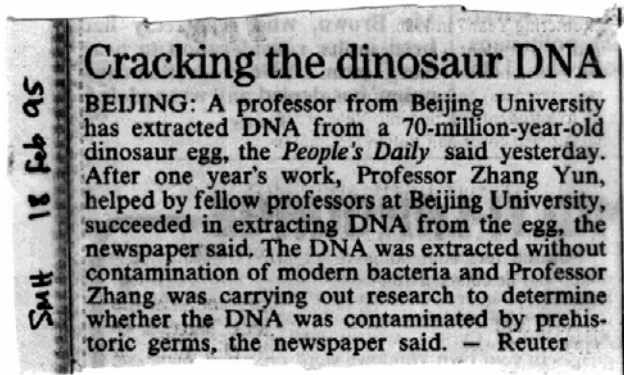 Cracking the dinosaur DNA
BEIJING: A professor from Beijing University
has extracted DNA from a 70-million-year-old
dinosaur egg, the People's Daily said yesterday.
After one year's work, Professor Zhang Yun,
helped by fellow professors at Beijing University,
succeeded in extracting DNA from the egg, the
newspaper said. The DNA was extracted without
contamination of modern bacteria and Professor
Zhang was carrying out research to determine
whether the DNA was contaminated by prehis-
toric germs, the newspaper said. — Reuter
SMH 18 Feb 95